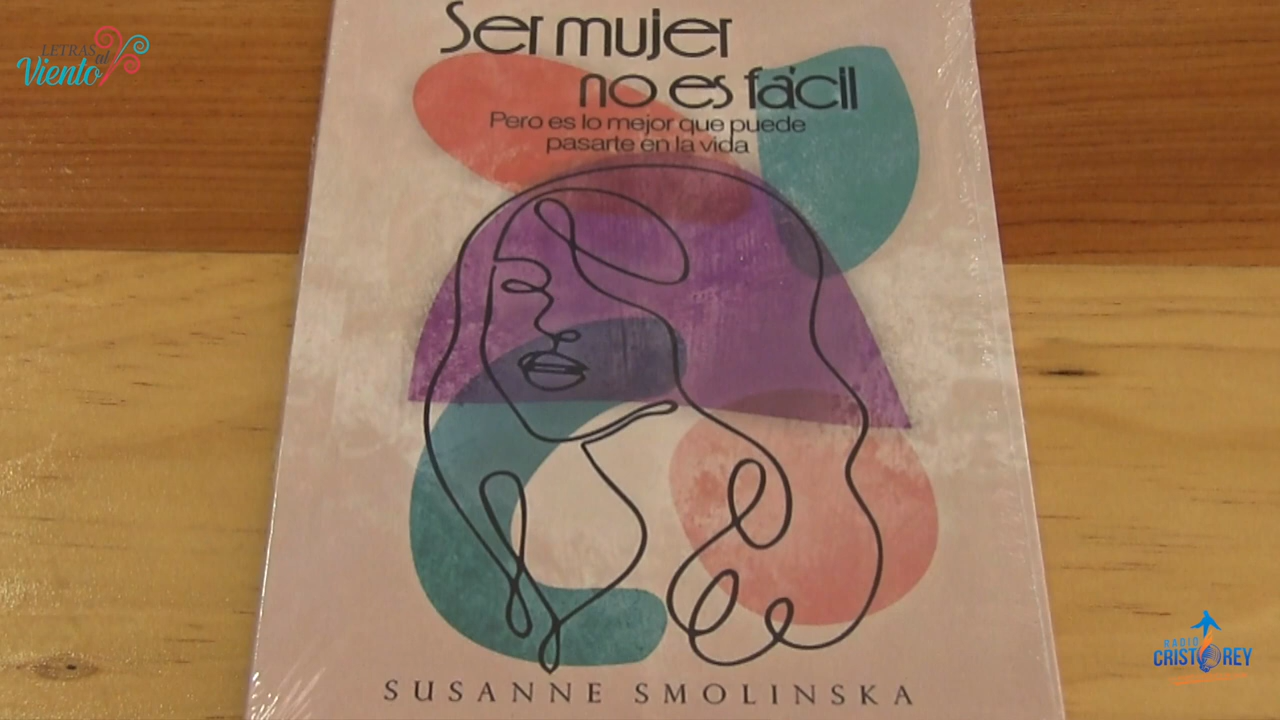 LETRAS
al
Viento
Ser mujer
no es fácil
Pero es lo mejor que puede
pasarte en la vida
SUSANNE SMOLINSKA
RADIO
CRISTO REY